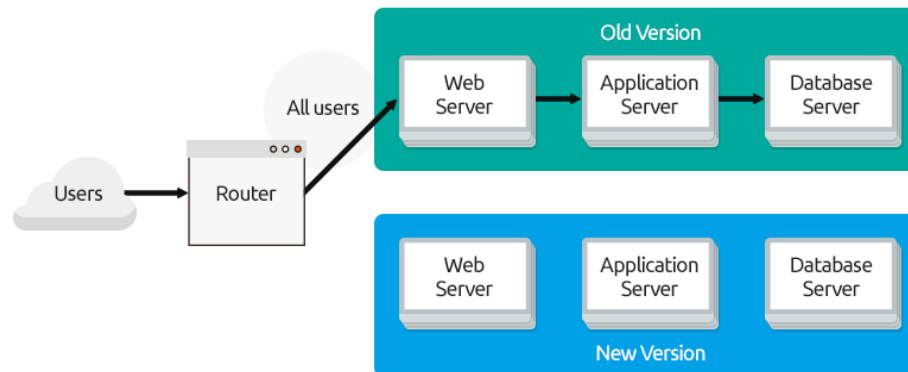 Old Version
Web
Server
Application
Server
Database
Server
All users
Users
Router
Web
Server
Application
Server
Database
Server
New Version